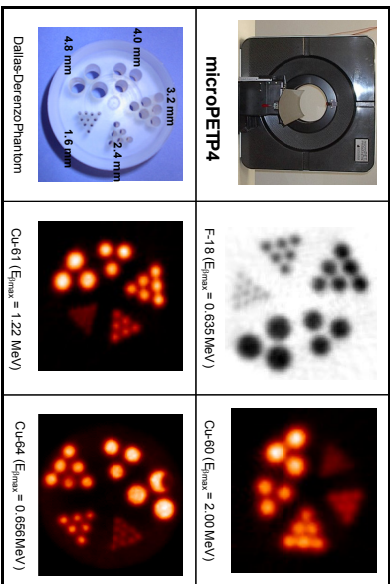 microPETP4
F-18 (Eβmax = 0.635 MeV)
Cu-60 (Eβmax = 2.00 MeV)
3.2 mm
4.0 mm
2.4 mm
4.8 mm
1.6 mm
Dallas-Derenzo Phantom
Cu-61 (Eβmax = 1.22 MeV)
Cu-64 (Eβmax = 0.656 MeV)